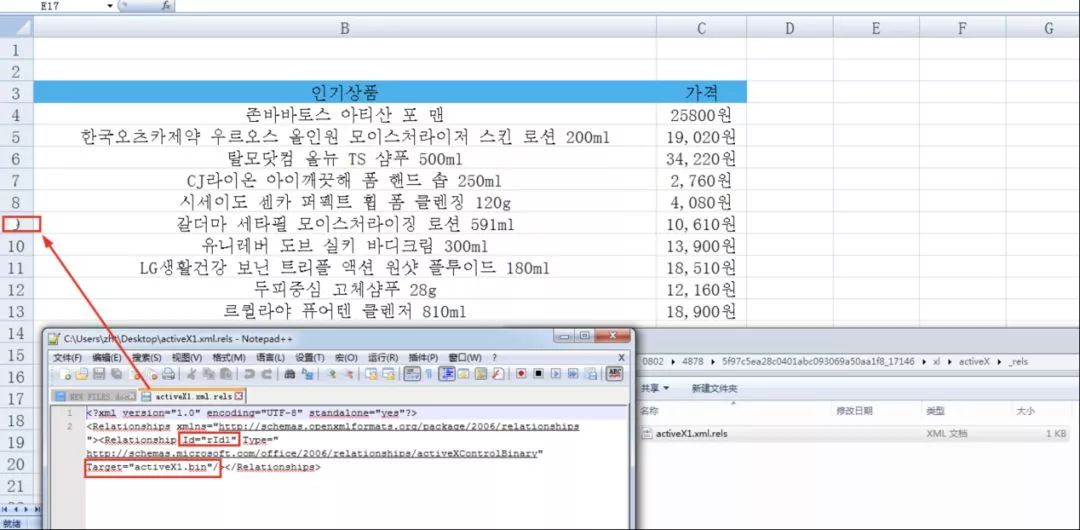 E17 fx
B C D E F G
1
2
3 인기상품 가격
4 존바바토스 아티산 포 맨 25800원
5 한국오츠카제약 우르오스 올인원 모이스처라이저 스킨 로션 200ml 19,020원
6 탈모닷컴 올뉴 TS 샴푸 500ml 34,220원
7 CJ라이온 아이깨끗해 폼 핸드 솝 250ml 2,760원
8 시세이도 센카 퍼펙트 휩 폼 클렌징 120g 4,080원
9 갈더마 세타필 모이스처라이징 로션 591ml 10,610원
10 유니레버 도브 실키 바디크림 300ml 13,900원
11 LG생활건강 보닌 트리플 액션 원샷 플루이드 180ml 18,510원
12 두피중심 고체샴푸 28g 12,160원
13 르퀼라야 퓨어텐 클렌저 810ml 18,900원
14
C:\Users\zht\Desktop\activeX1.xml.rels - Notepad++
15
文件(F) 编辑(E) 搜索(S) 视图(V) 格式(M) 语言(L) 设置(T) 宏(O) 运行(R) 插件(P) 窗口(W) ? X
0802 4878 5f97c5ea28c0401abc093069a50aa1f8_17146 xl activeX _rels
16
共享 新建文件夹
17
activeX1.xml.rels
名称 修改日期 类型 大小
18
1 <?xml version="1.0" encoding="UTF-8" standalone="yes"?>
2 <Relationships xmlns="http://schemas.openxmlformats.org/package/2006/relationships
activeX1.xml.rels XML 文档 1 KB
19
"><Relationship Id="rId1" Type="
http://schemas.microsoft.com/office/2006/relationships/activeXControlBinary"
20
Target="activeX1.bin"/></Relationships>
21
就绪